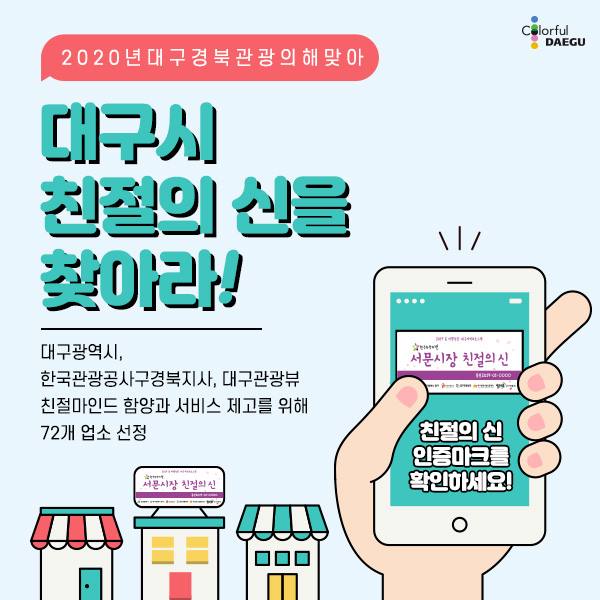 2020년대구경북관광의해맞아
Colorful
DAEGU
대구시
친절의 신을
찾아라!
대구광역시,
한국관광공사구경북지사, 대구관광뷰
친절마인드 함양과 서비스 제고를 위해
72개 업소 선정
서문시장 친절의 신
친절의 신
인증마크를
확인하세요!
서문시장 친절의 신